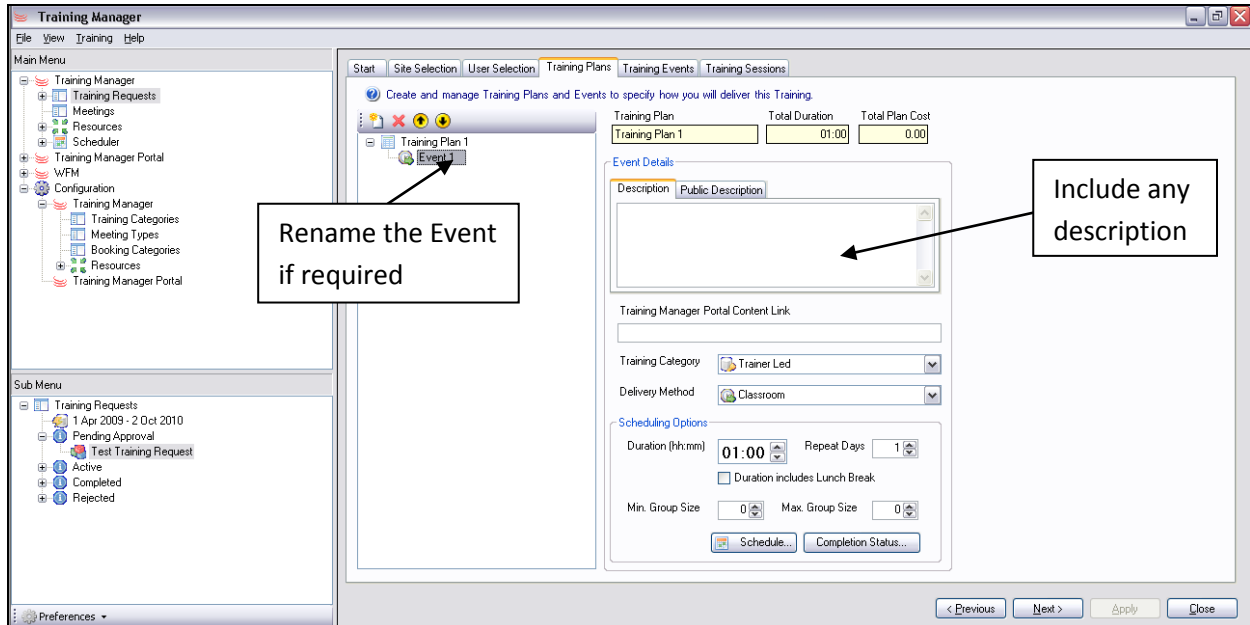 Training Manager
File View Training Help
Main Menu
Training Manager
Training Requests
Meetings
Resources
Scheduler
Training Manager Portal
WFM
Configuration
Training Manager
Training Categories
Meeting Types
Booking Categories
Resources
Training Manager Portal
Sub Menu
Training Requests
1 Apr 2009 - 2 Oct 2010
Pending Approval
Test Training Request
Active
Completed
Rejected
Preferences
Start Site Selection User Selection Training Plans Training Events Training Sessions
Create and manage Training Plans and Events to specify how you will deliver this Training.
Training Plan 1
Event 1
Rename the Event
if required
Training Plan Total Duration Total Plan Cost
Training Plan 1 01:00 0.00
Event Details
Description Public Description
Include any
description
Training Manager Portal Content Link
Training Category Trainer Led
Delivery Method Classroom
Scheduling Options
Duration (hh:mm) 01:00 Repeat Days 1
Duration includes Lunch Break
Min. Group Size 0 Max. Group Size 0
Schedule... Completion Status...
< Previous Next > Apply Close